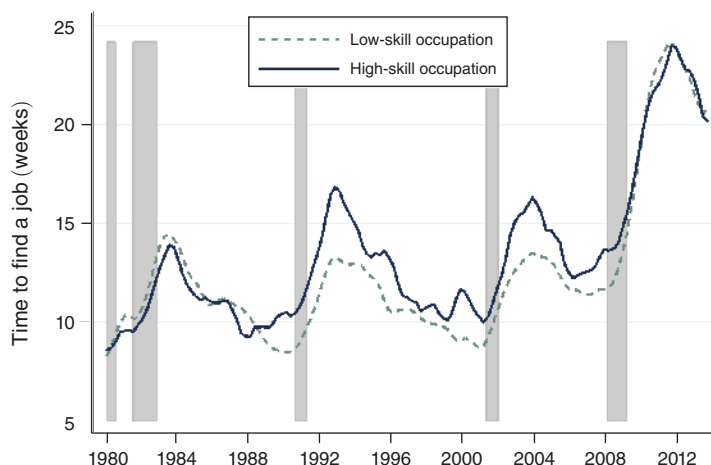 25
20
15
10
5
Time to find a job (weeks)
Low-skill occupation
High-skill occupation
1980 1984 1988 1992 1996 2000 2004 2008 2012